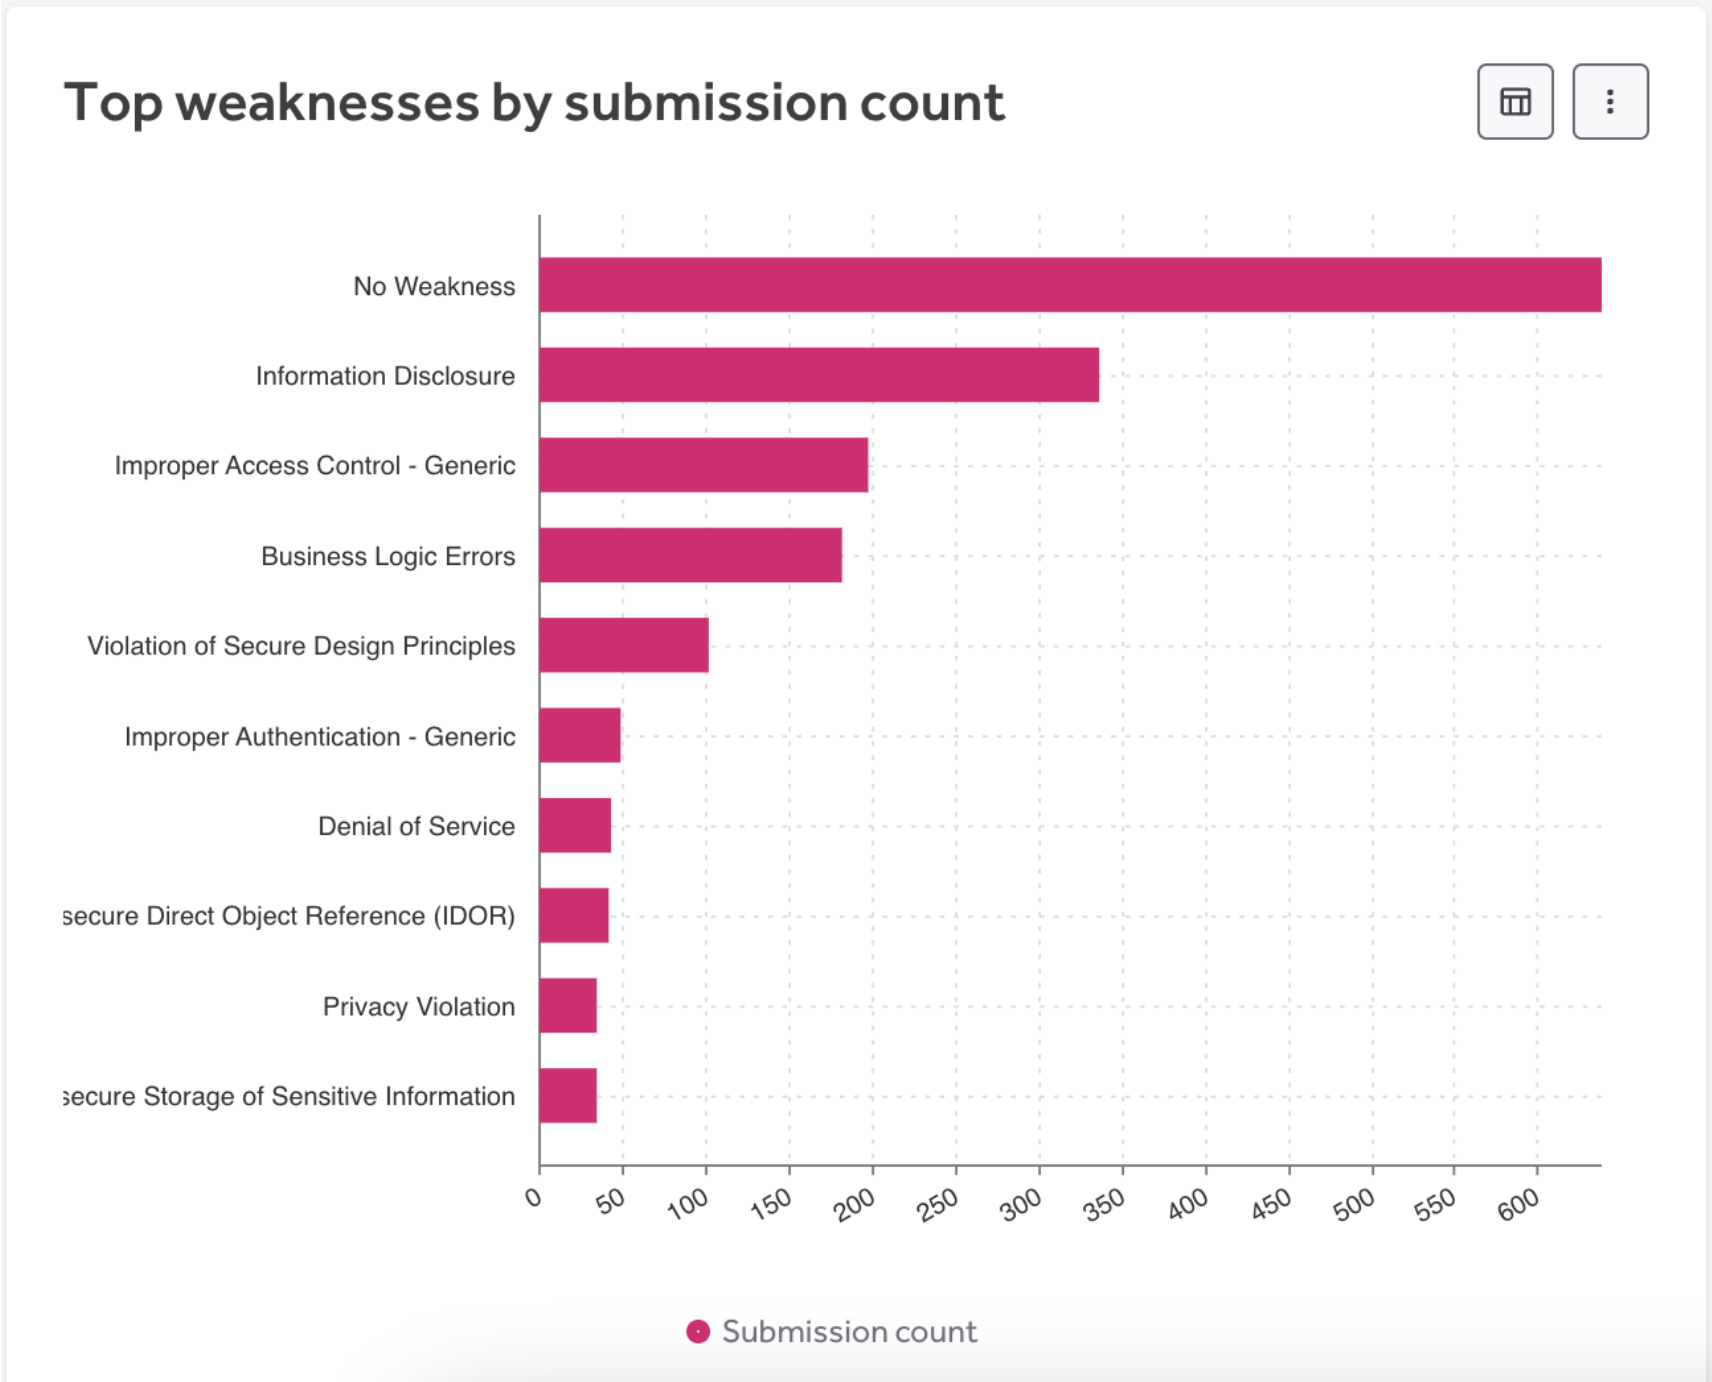 Top weaknesses by submission count
No Weakness
Information Disclosure
Improper Access Control - Generic
Business Logic Errors
Violation of Secure Design Principles
Improper Authentication - Generic
Denial of Service
secure Direct Object Reference (IDOR)
Privacy Violation
secure Storage of Sensitive Information
0 50 100 150 200 250 300 350 400 450 500 550 600
Submission count